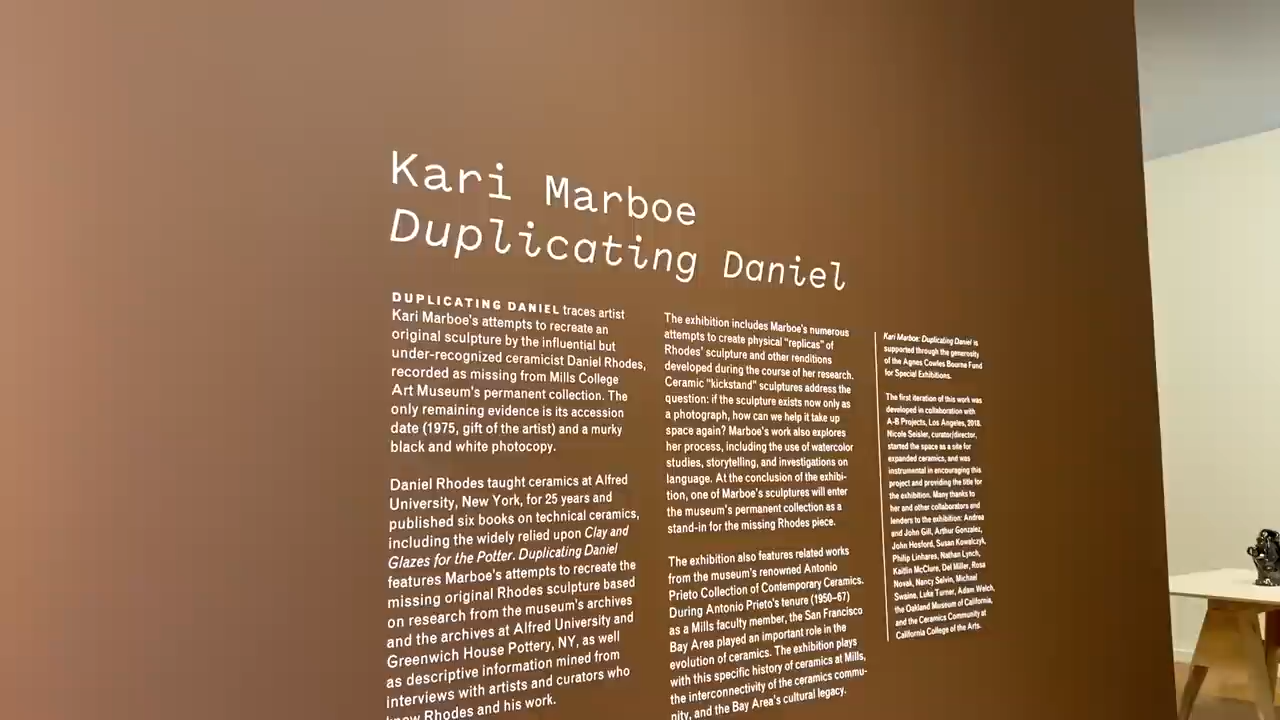 Kari Marboe
Duplicating Daniel
DUPLICATING DANIEL traces artist
Kari Marboe's attempts to recreate an
original sculpture by the influential but
under-recognized ceramicist Daniel Rhodes,
recorded as missing from Mills College
Art Museum's permanent collection. The
only remaining evidence is its accession
date (1975, gift of the artist) and a murky
black and white photocopy.
Daniel Rhodes taught ceramics at Alfred
University, New York, for 25 years and
published six books on technical ceramics,
including the widely relied upon Clay and
Glazes for the Potter. Duplicating Daniel
features Marboe's attempts to recreate the
missing original Rhodes sculpture based
on research from the museum's archives
and the archives at Alfred University and
Greenwich House Pottery, NY, as well
as descriptive information mined from
interviews with artists and curators who
knew Rhodes and his work.
The exhibition includes Marboe's numerous
attempts to create physical "replicas" of
Rhodes' sculpture and other renditions
developed during the course of her research.
Ceramic "kickstand" sculptures address the
question: if the sculpture exists now only as
a photograph, how can we help it take up
space again? Marboe's work also explores
her process, including the use of watercolor
studies, storytelling, and investigations on
language. At the conclusion of the exhibi-
tion, one of Marboe's sculptures will enter
the museum's permanent collection as a
stand-in for the missing Rhodes piece.
The exhibition also features related works
from the museum's renowned Antonio
Prieto Collection of Contemporary Ceramics.
During Antonio Prieto's tenure (1950–67)
as a Mills faculty member, the San Francisco
Bay Area played an important role in the
evolution of ceramics. The exhibition plays
with this specific history of ceramics at Mills,
the interconnectivity of the ceramics commu-
nity, and the Bay Area's cultural legacy.
Kari Marboe: Duplicating Daniel is
supported through the generosity
of the Agnes Cowles Bourne Fund
for Special Exhibitions.
The first iteration of this work was
developed in collaboration with
A-B Projects, Los Angeles, 2018.
Nicole Seisler, curator/director,
started the space as a site for
expanded ceramics, and was
instrumental in encouraging this
project and providing the title for
the exhibition. Many thanks to
her and other collaborators and
lenders to the exhibition: Andrea
and John Gill, Arthur Gonzalez,
John Hosford, Susan Kowalczyk,
Philip Linhares, Nathan Lynch,
Kaitlin McClure, Del Miller, Rosa
Novak, Nancy Selvin, Michael
Swaine, Luka Turner, Adam Welch,
the Oakland Museum of California,
and the Ceramics Community at
California College of the Arts.